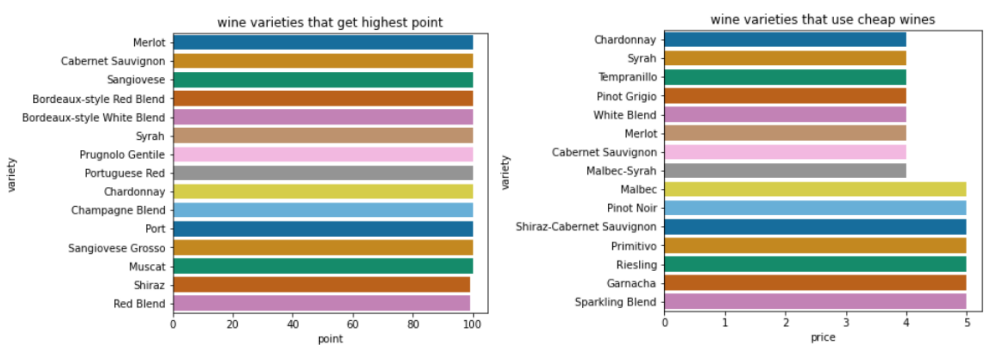 wine varieties that get highest point
Merlot
Cabernet Sauvignon
Sangiovese
Bordeaux-style Red Blend
Bordeaux-style White Blend
Syrah
Prugnolo Gentile
Portuguese Red
Chardonnay
Champagne Blend
Port
Sangiovese Grosso
Muscat
Shiraz
Red Blend
variety
0 20 40 60 80 100
point
wine varieties that use cheap wines
Chardonnay
Syrah
Tempranillo
Pinot Grigio
White Blend
Merlot
Cabernet Sauvignon
Malbec-Syrah
Malbec
Pinot Noir
Shiraz-Cabernet Sauvignon
Primitivo
Riesling
Garnacha
Sparkling Blend
variety
0 1 2 3 4 5
price